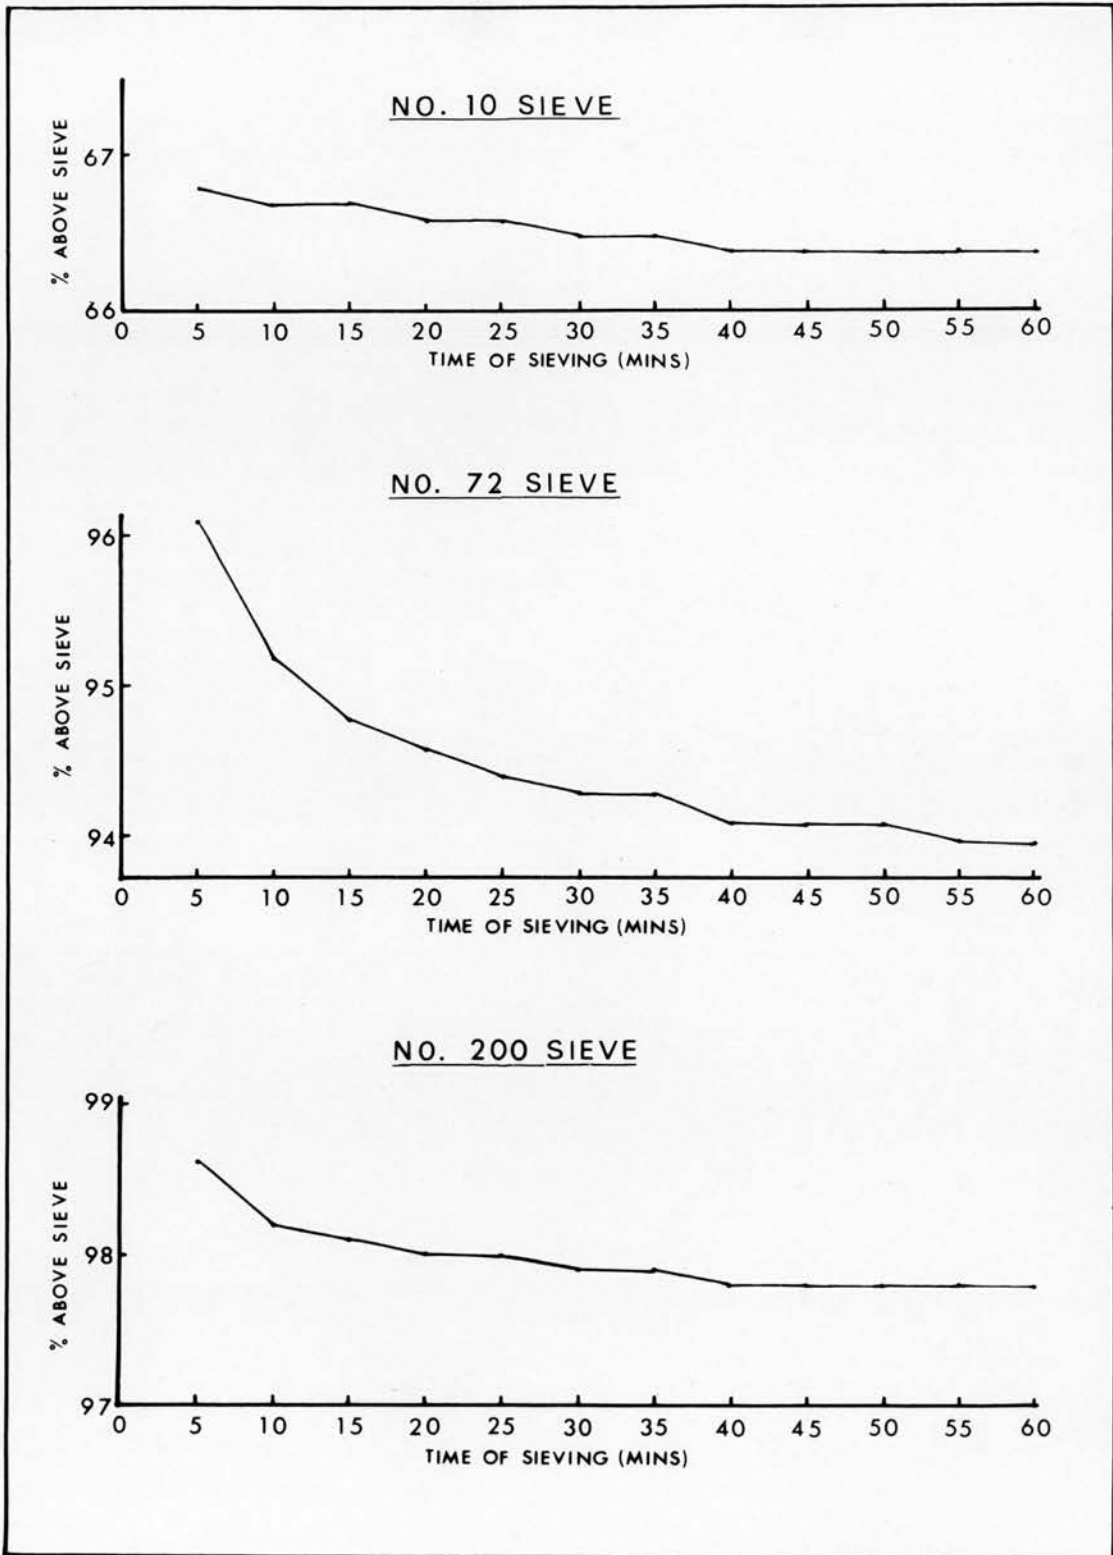 NO. 10 SIEVE
% ABOVE SIEVE
67
66
0 5 10 15 20 25 30 35 40 45 50 55 60
TIME OF SIEVING (MINS)
NO. 72 SIEVE
% ABOVE SIEVE
96
95
94
0 5 10 15 20 25 30 35 40 45 50 55 60
TIME OF SIEVING (MINS)
NO. 200 SIEVE
% ABOVE SIEVE
99
98
97
0 5 10 15 20 25 30 35 40 45 50 55 60
TIME OF SIEVING (MINS)